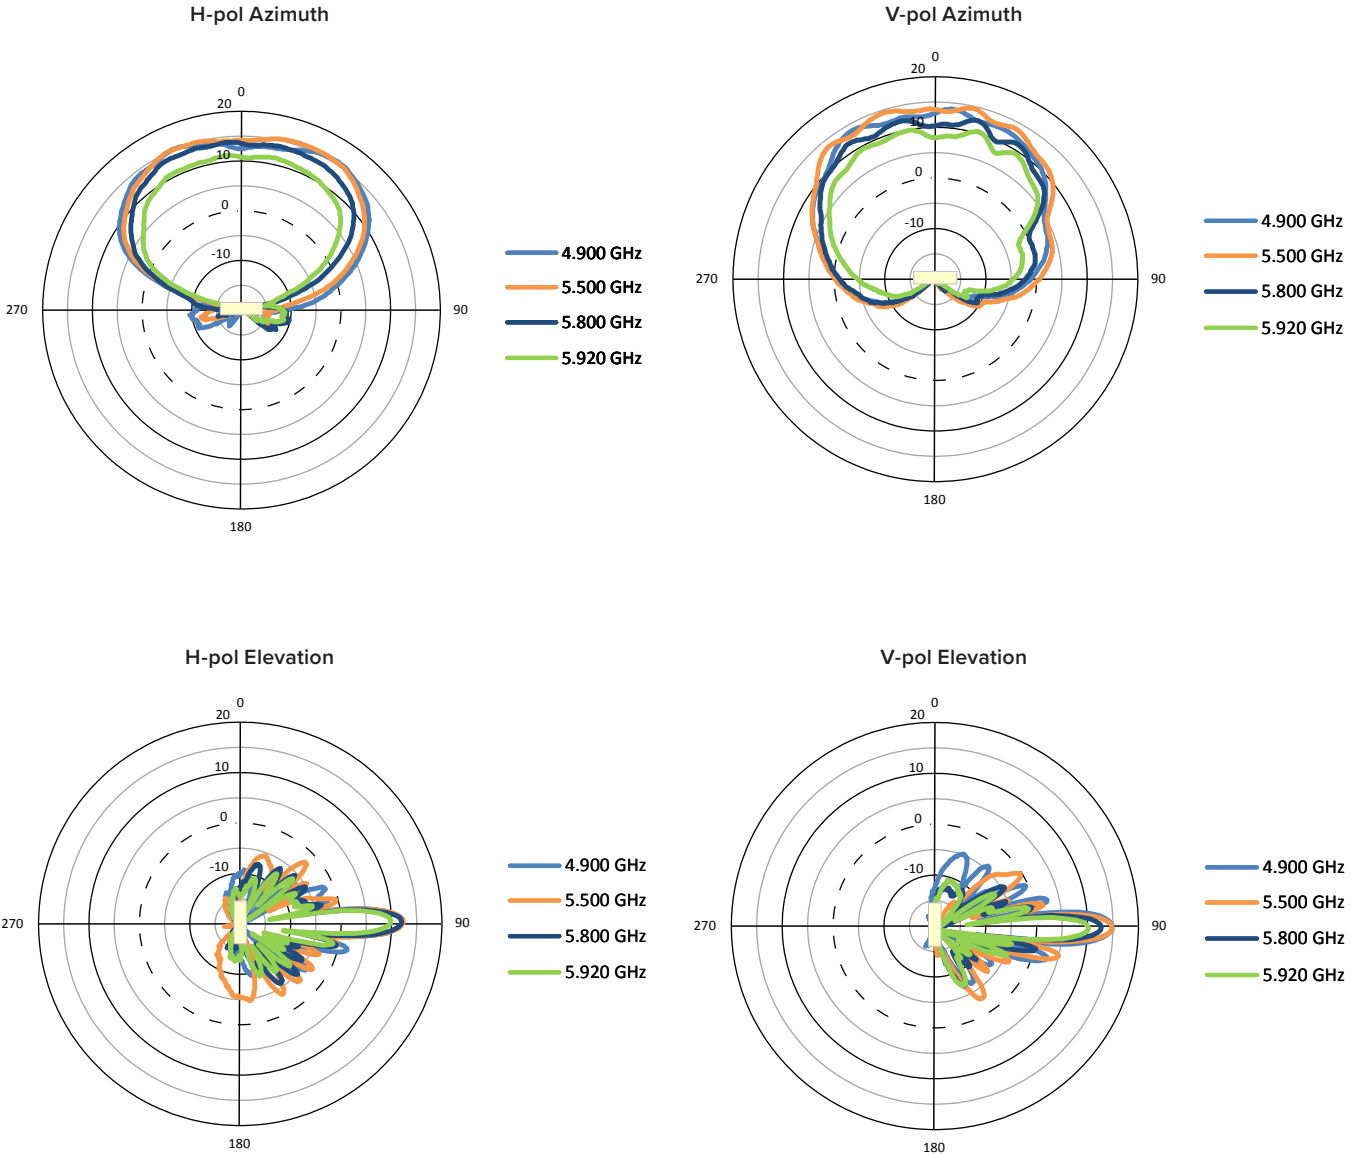 H-pol Azimuth
0
20
10
0
-10
270
90
180
4.900 GHz
5.500 GHz
5.800 GHz
5.920 GHz
V-pol Azimuth
0
20
10
0
-10
270
90
180
4.900 GHz
5.500 GHz
5.800 GHz
5.920 GHz
H-pol Elevation
0
20
10
0
-10
270
90
180
4.900 GHz
5.500 GHz
5.800 GHz
5.920 GHz
V-pol Elevation
0
20
10
0
-10
270
90
180
4.900 GHz
5.500 GHz
5.800 GHz
5.920 GHz